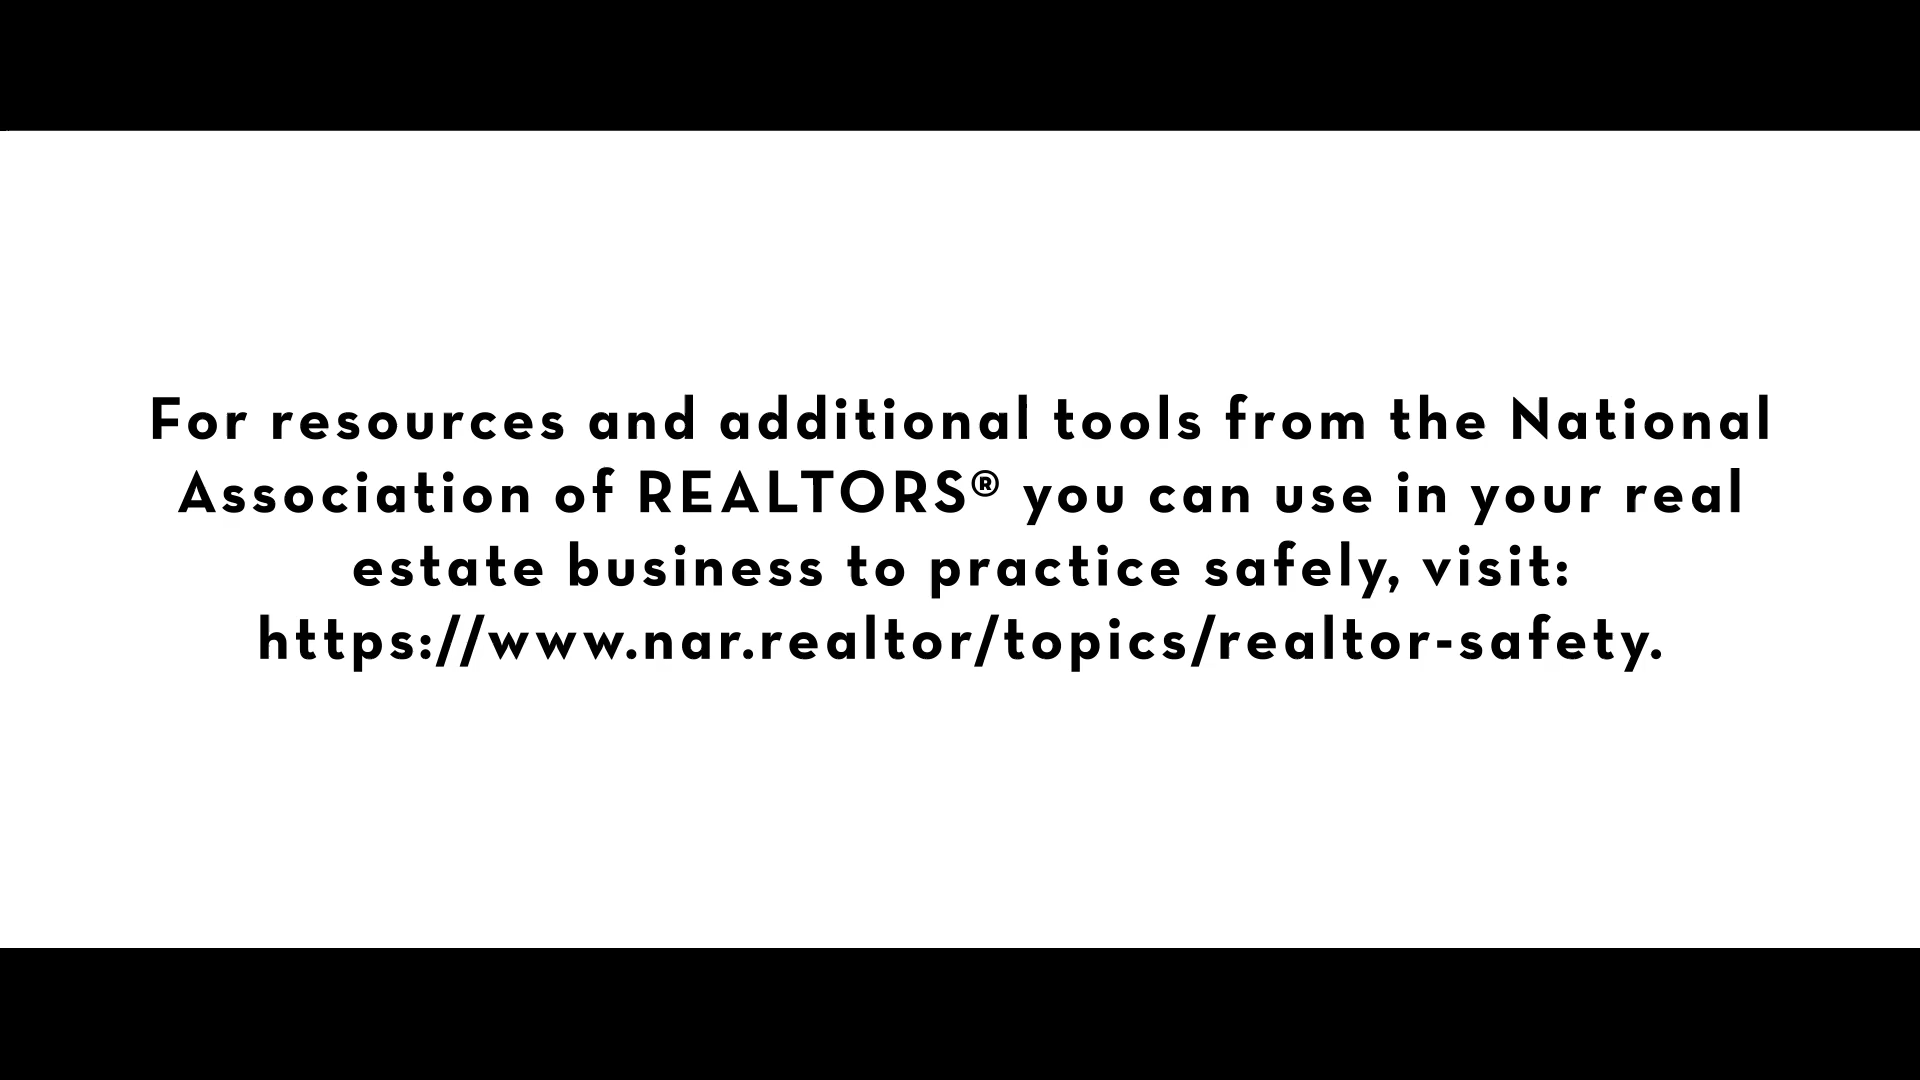 For resources and additional tools from the National
Association of REALTORS® you can use in your real
estate business to practice safely, visit:
https://www.nar.realtor/topics/realtor-safety.